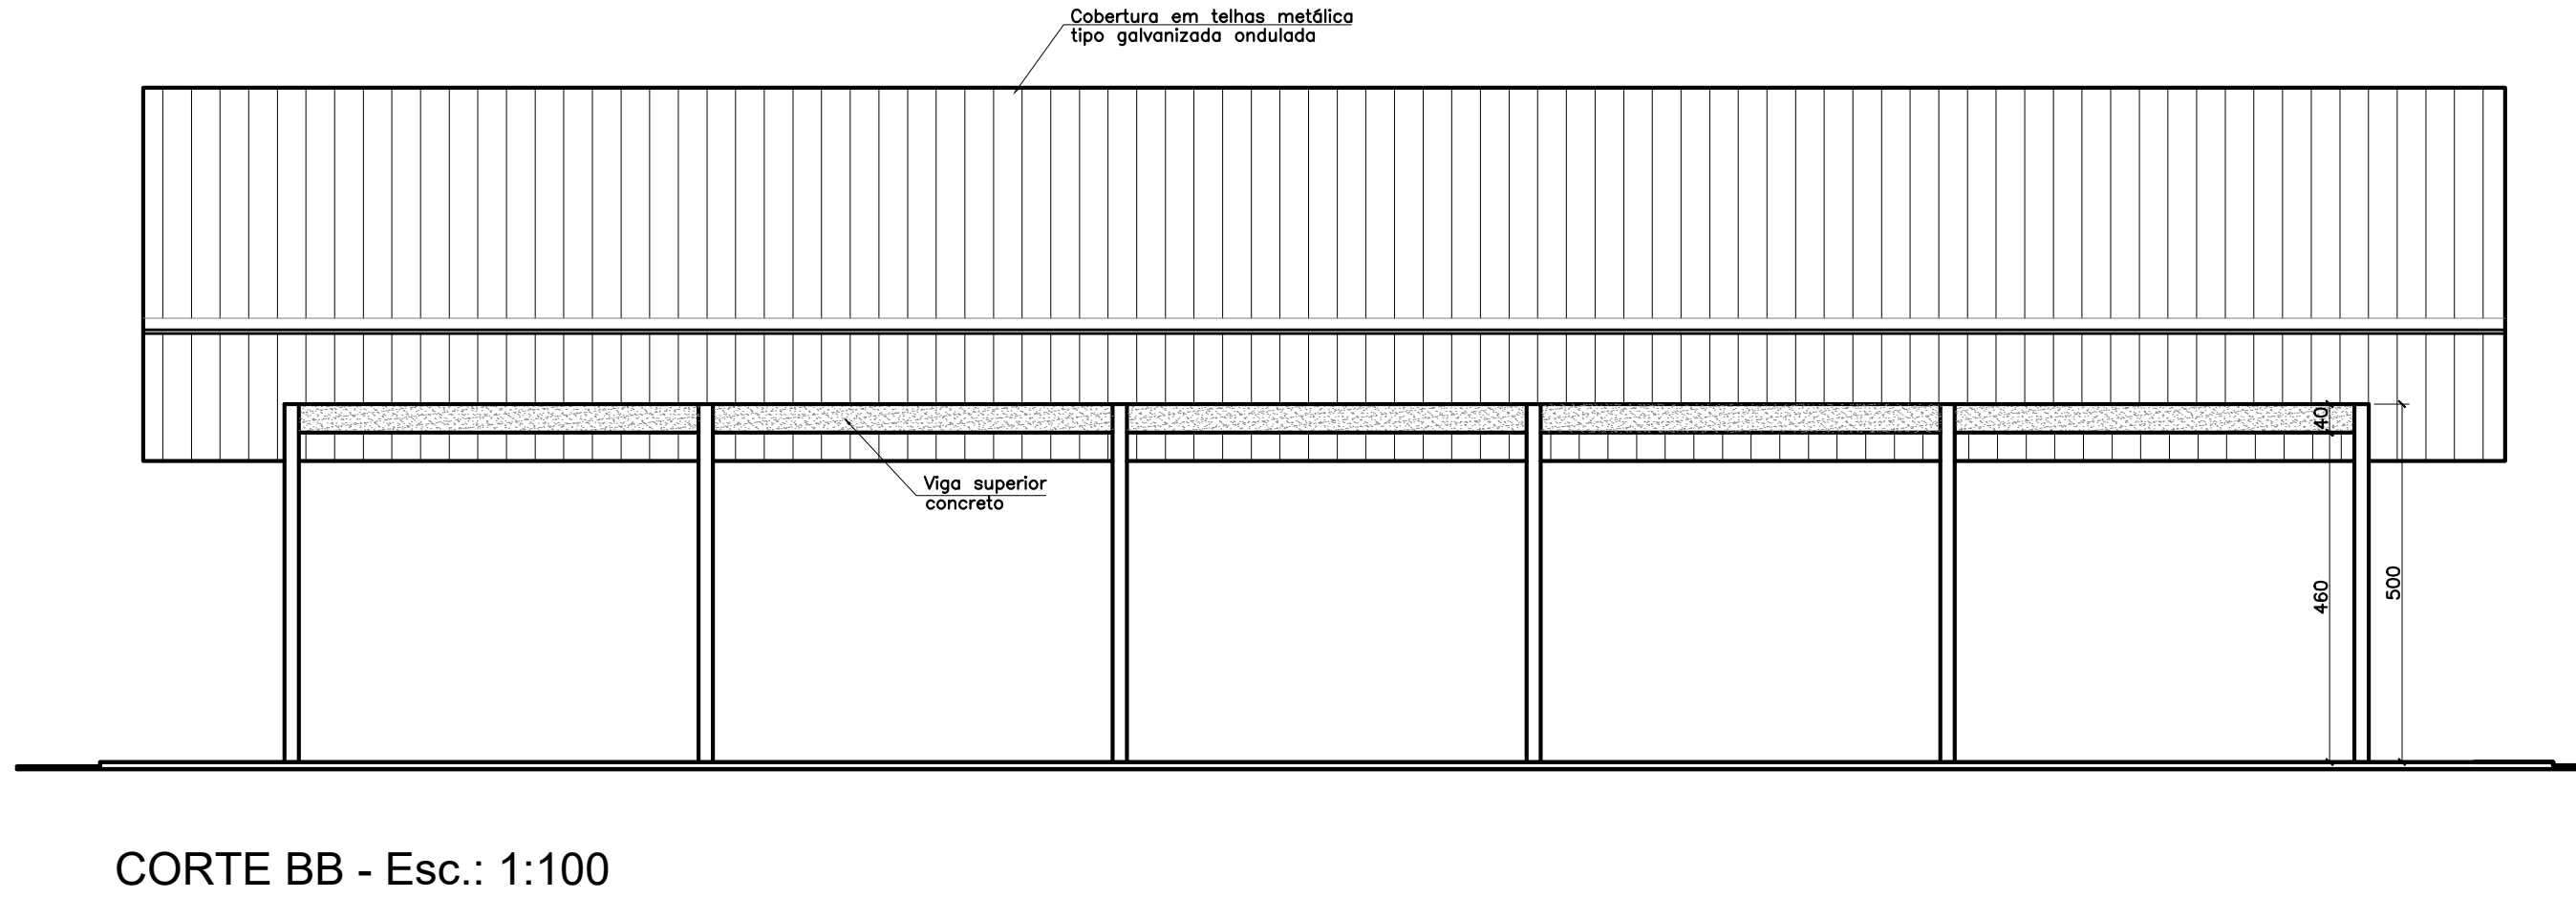 Cobertura em telhas metálica
tipo galvanizada ondulada
40
Viga superior
concreto
460
500
CORTE BB - Esc.: 1:100